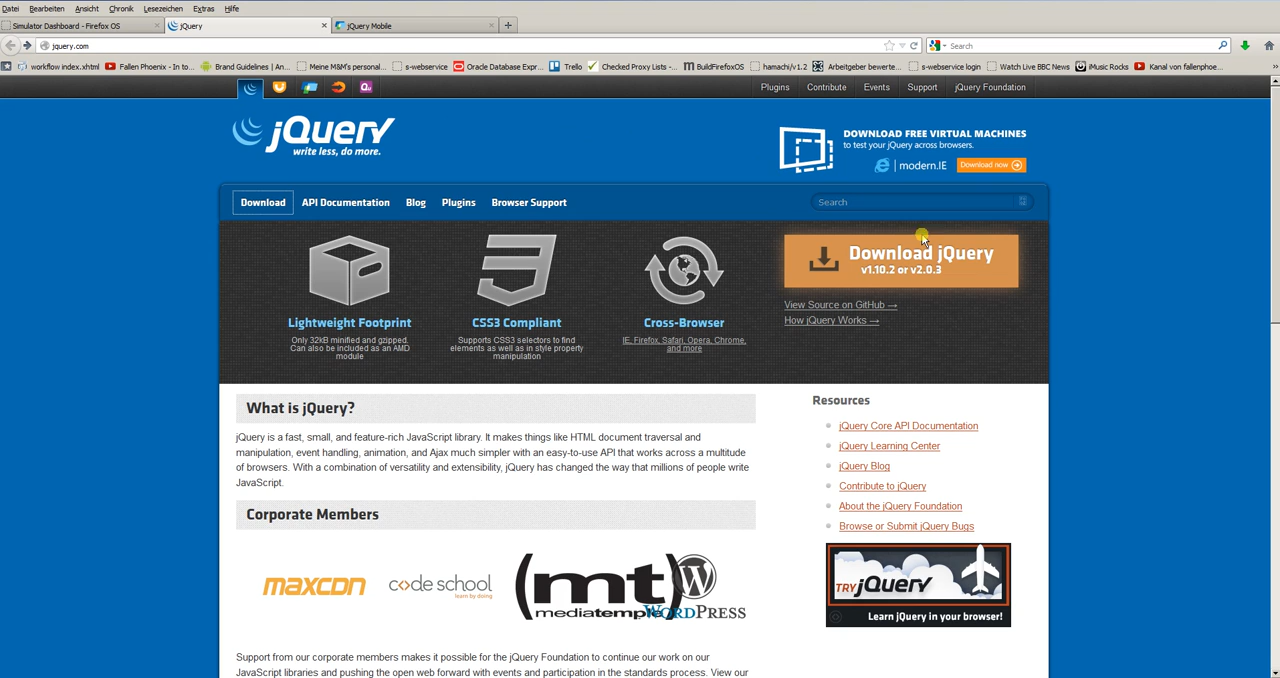 Datei Bearbeiten Ansicht Chronik Lesezeichen Extras Hilfe
Simulator Dashboard - Firefox OS × jQuery × jQuery Mobile × +
jquery.com Search
workflow index.xhtml Fallen Phoenix - In to... Brand Guidelines | An... Meine M&M's personal... s-webservice Oracle Database Expr... Trello Checked Proxy Lists -... BuildFirefoxOS hamachi/v1.2 Arbeitgeber bewerte... s-webservice login Watch Live BBC News iMusic Rocks Kanal von fallenphoe... »
Plugins Contribute Events Support jQuery Foundation
jQuery
write less, do more.
DOWNLOAD FREE VIRTUAL MACHINES
to test your jQuery across browsers.
modern.IE Download now
Download API Documentation Blog Plugins Browser Support Search
Download jQuery
v1.10.2 or v2.0.3
View Source on GitHub →
How jQuery Works →
Lightweight Footprint
Only 32kB minified and gzipped.
Can also be included as an AMD
module
CSS3 Compliant
Supports CSS3 selectors to find
elements as well as in style property
manipulation
Cross-Browser
IE, Firefox, Safari, Opera, Chrome,
and more
What is jQuery?
jQuery is a fast, small, and feature-rich JavaScript library. It makes things like HTML document traversal and
manipulation, event handling, animation, and Ajax much simpler with an easy-to-use API that works across a multitude
of browsers. With a combination of versatility and extensibility, jQuery has changed the way that millions of people write
JavaScript.
Corporate Members
maxcdn code school
learn by doing
(mt)
mediatemple WORDPRESS
Support from our corporate members makes it possible for the jQuery Foundation to continue our work on our
JavaScript libraries and pushing the open web forward with events and participation in the standards process. View our
Resources
jQuery Core API Documentation
jQuery Learning Center
jQuery Blog
Contribute to jQuery
About the jQuery Foundation
Browse or Submit jQuery Bugs
TRY jQuery
Learn jQuery in your browser!